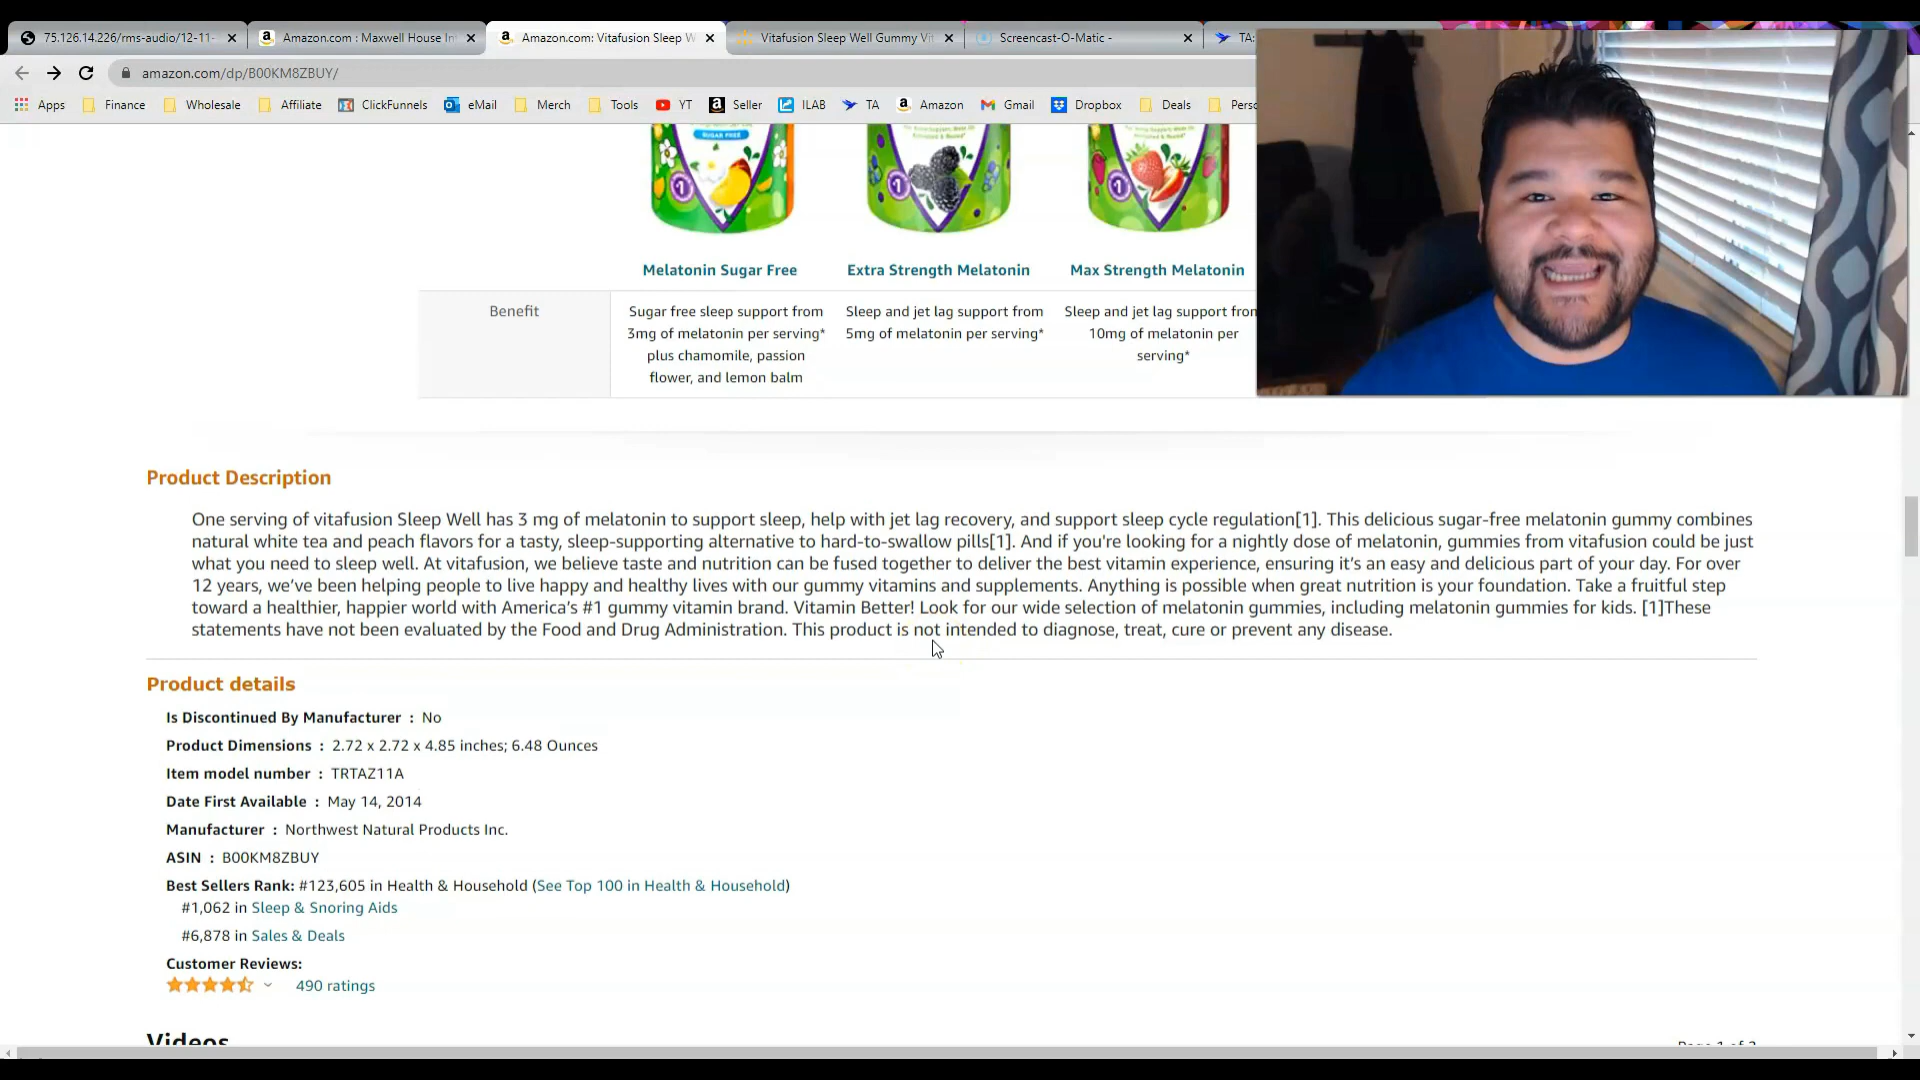 75.126.14.226/rms-audio/12-11-
Amazon.com : Maxwell House In
Amazon.com: Vitafusion Sleep W
Vitafusion Sleep Well Gummy Vit
Screencast-O-Matic -
TA:
amazon.com/dp/B00KM8ZBUY/
Apps Finance Wholesale Affiliate ClickFunnels eMail Merch Tools YT Seller ILAB TA Amazon Gmail Dropbox Deals Perso
SUGAR FREE
Melatonin Sugar Free Extra Strength Melatonin Max Strength Melatonin
Benefit
Sugar free sleep support from
3mg of melatonin per serving*
plus chamomile, passion
flower, and lemon balm
Sleep and jet lag support from
5mg of melatonin per serving*
Sleep and jet lag support from
10mg of melatonin per
serving*
Product Description
One serving of vitafusion Sleep Well has 3 mg of melatonin to support sleep, help with jet lag recovery, and support sleep cycle regulation[1]. This delicious sugar-free melatonin gummy combines
natural white tea and peach flavors for a tasty, sleep-supporting alternative to hard-to-swallow pills[1]. And if you're looking for a nightly dose of melatonin, gummies from vitafusion could be just
what you need to sleep well. At vitafusion, we believe taste and nutrition can be fused together to deliver the best vitamin experience, ensuring it's an easy and delicious part of your day. For over
12 years, we've been helping people to live happy and healthy lives with our gummy vitamins and supplements. Anything is possible when great nutrition is your foundation. Take a fruitful step
toward a healthier, happier world with America's #1 gummy vitamin brand. Vitamin Better! Look for our wide selection of melatonin gummies, including melatonin gummies for kids. [1]These
statements have not been evaluated by the Food and Drug Administration. This product is not intended to diagnose, treat, cure or prevent any disease.
Product details
Is Discontinued By Manufacturer : No
Product Dimensions : 2.72 x 2.72 x 4.85 inches; 6.48 Ounces
Item model number : TRTAZ11A
Date First Available : May 14, 2014
Manufacturer : Northwest Natural Products Inc.
ASIN : B00KM8ZBUY
Best Sellers Rank: #123,605 in Health & Household (See Top 100 in Health & Household)
#1,062 in Sleep & Snoring Aids
#6,878 in Sales & Deals
Customer Reviews:
490 ratings
Videos
Page 1 of 2